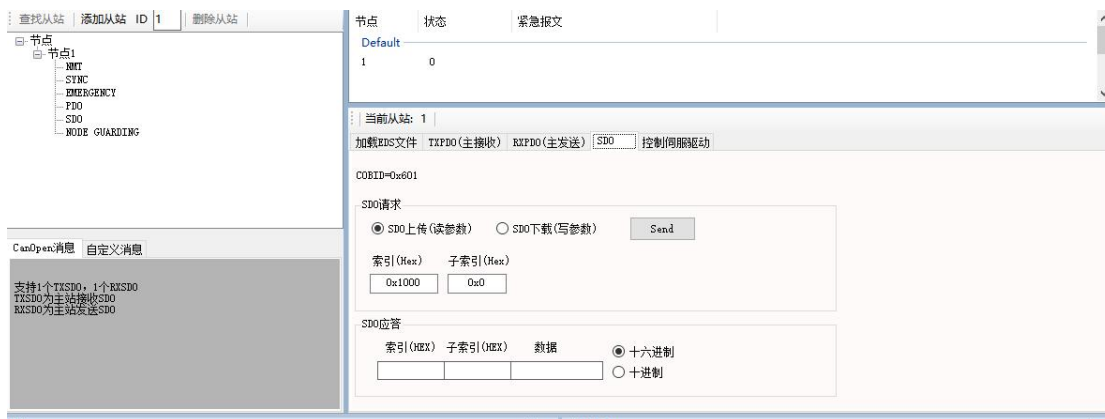 查找从站 添加从站 ID 1 删除从站
节点
节点1
NMT
SYNC
EMERGENCY
PDO
SDO
NODE GUARDING
CanOpen消息 自定义消息
支持1个TXSDO，1个RXSDO
TXSDO为主站接收SDO
RXSDO为主站发送SDO
节点 状态 紧急报文
Default
1 0
当前从站: 1
加载EDS文件 TXPDO(主接收) RXPDO(主发送) SDO 控制伺服驱动
COBID=0x601
SDO请求
SDO上传(读参数) SDO下载(写参数) Send
索引(Hex) 子索引(Hex)
0x1000 0x0
SDO应答
索引(HEX) 子索引(HEX) 数据
十六进制
十进制